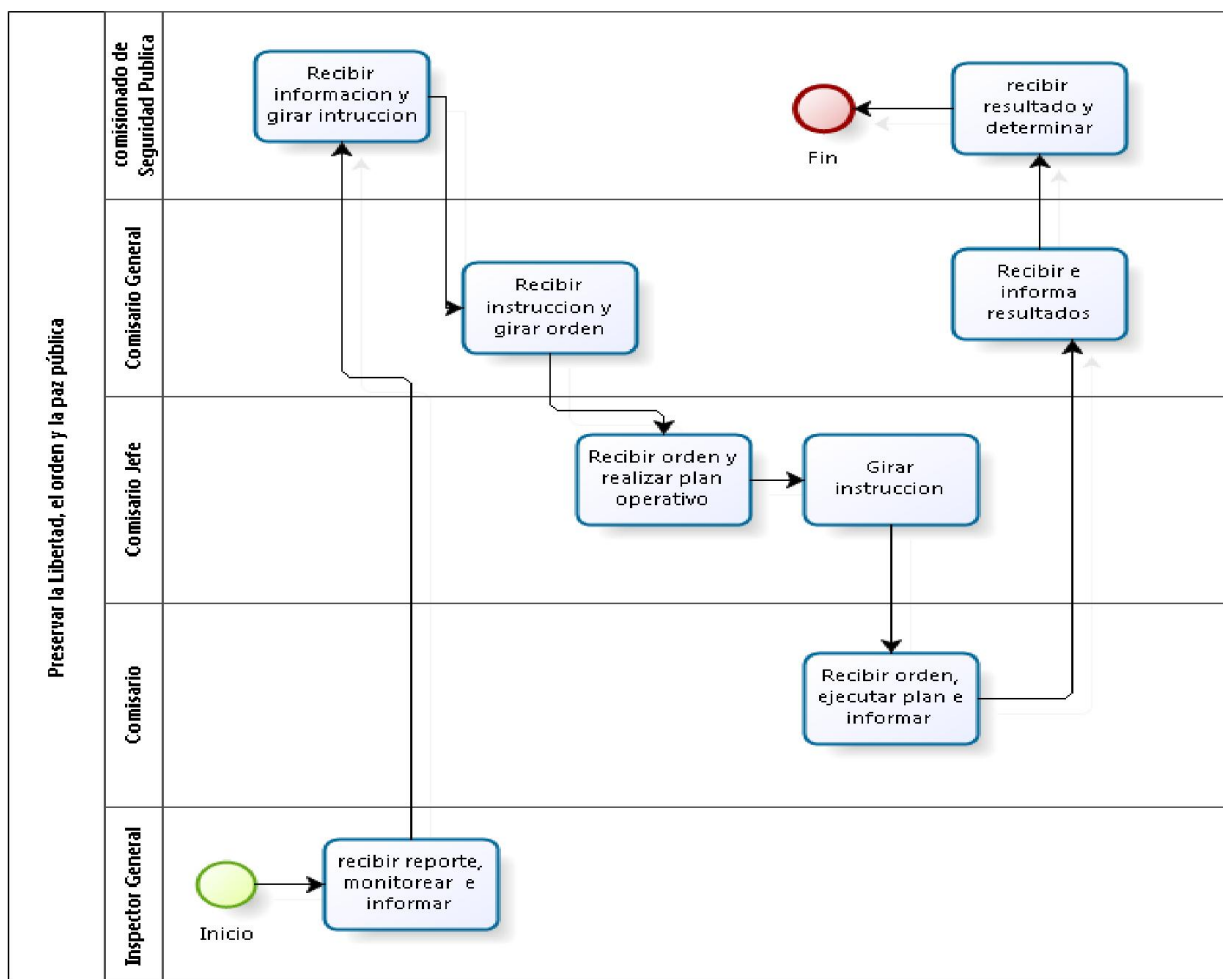 Preservar la Libertad, el orden y la paz pública
comisionado de
Seguridad Publica
Recibir
informacion y
girar intruccion
Fin
recibir
resultado y
determinar
Comisario General
Recibir
instruccion y
girar orden
Recibir e
informa
resultados
Comisario Jefe
Recibir orden y
realizar plan
operativo
Girar
instruccion
Comisario
Recibir orden,
ejecutar plan e
informar
Inspector General
Inicio
recibir reporte,
monitorear e
informar